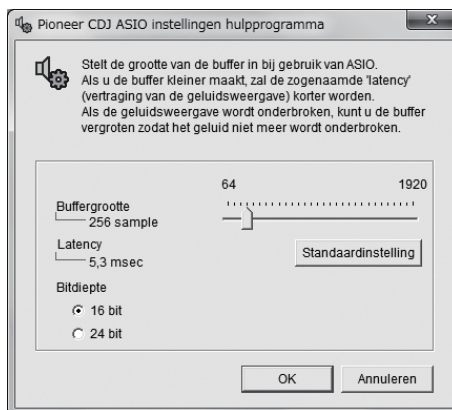 Pioneer CDJ ASIO instellingen hulpprogramma
Stelt de grootte van de buffer in bij gebruik van ASIO.
Als u de buffer kleiner maakt, zal de zogenaamde 'latency'
(vertraging van de geluidsweergave) korter worden.
Als de geluidsweergave wordt onderbroken, kunt u de buffer
vergroten zodat het geluid niet meer wordt onderbroken.
64 1920
Buffergrootte
256 sample
Latency
5,3 msec
Standaardinstelling
Bitdiepte
16 bit
24 bit
OK Annuleren